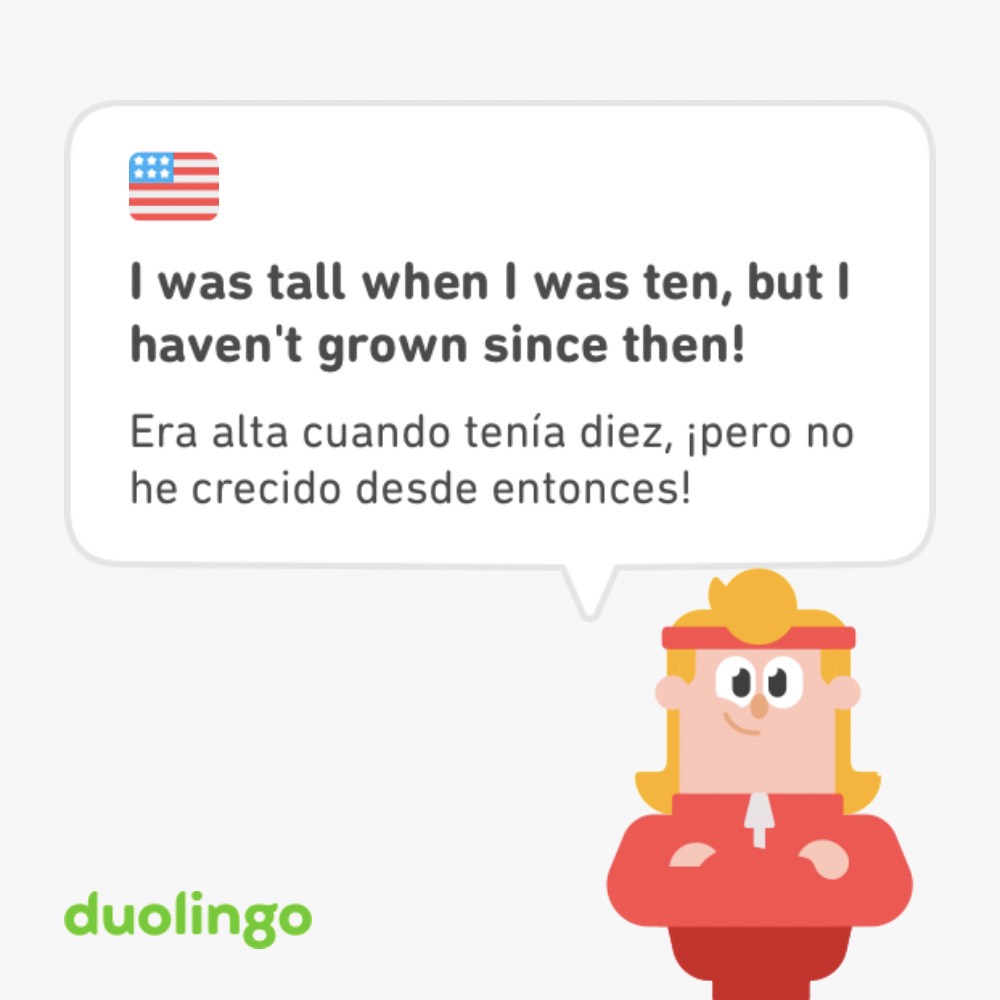 I was tall when I was ten, but I
haven't grown since then!
Era alta cuando tenía diez, ¡pero no
he crecido desde entonces!
duolingo